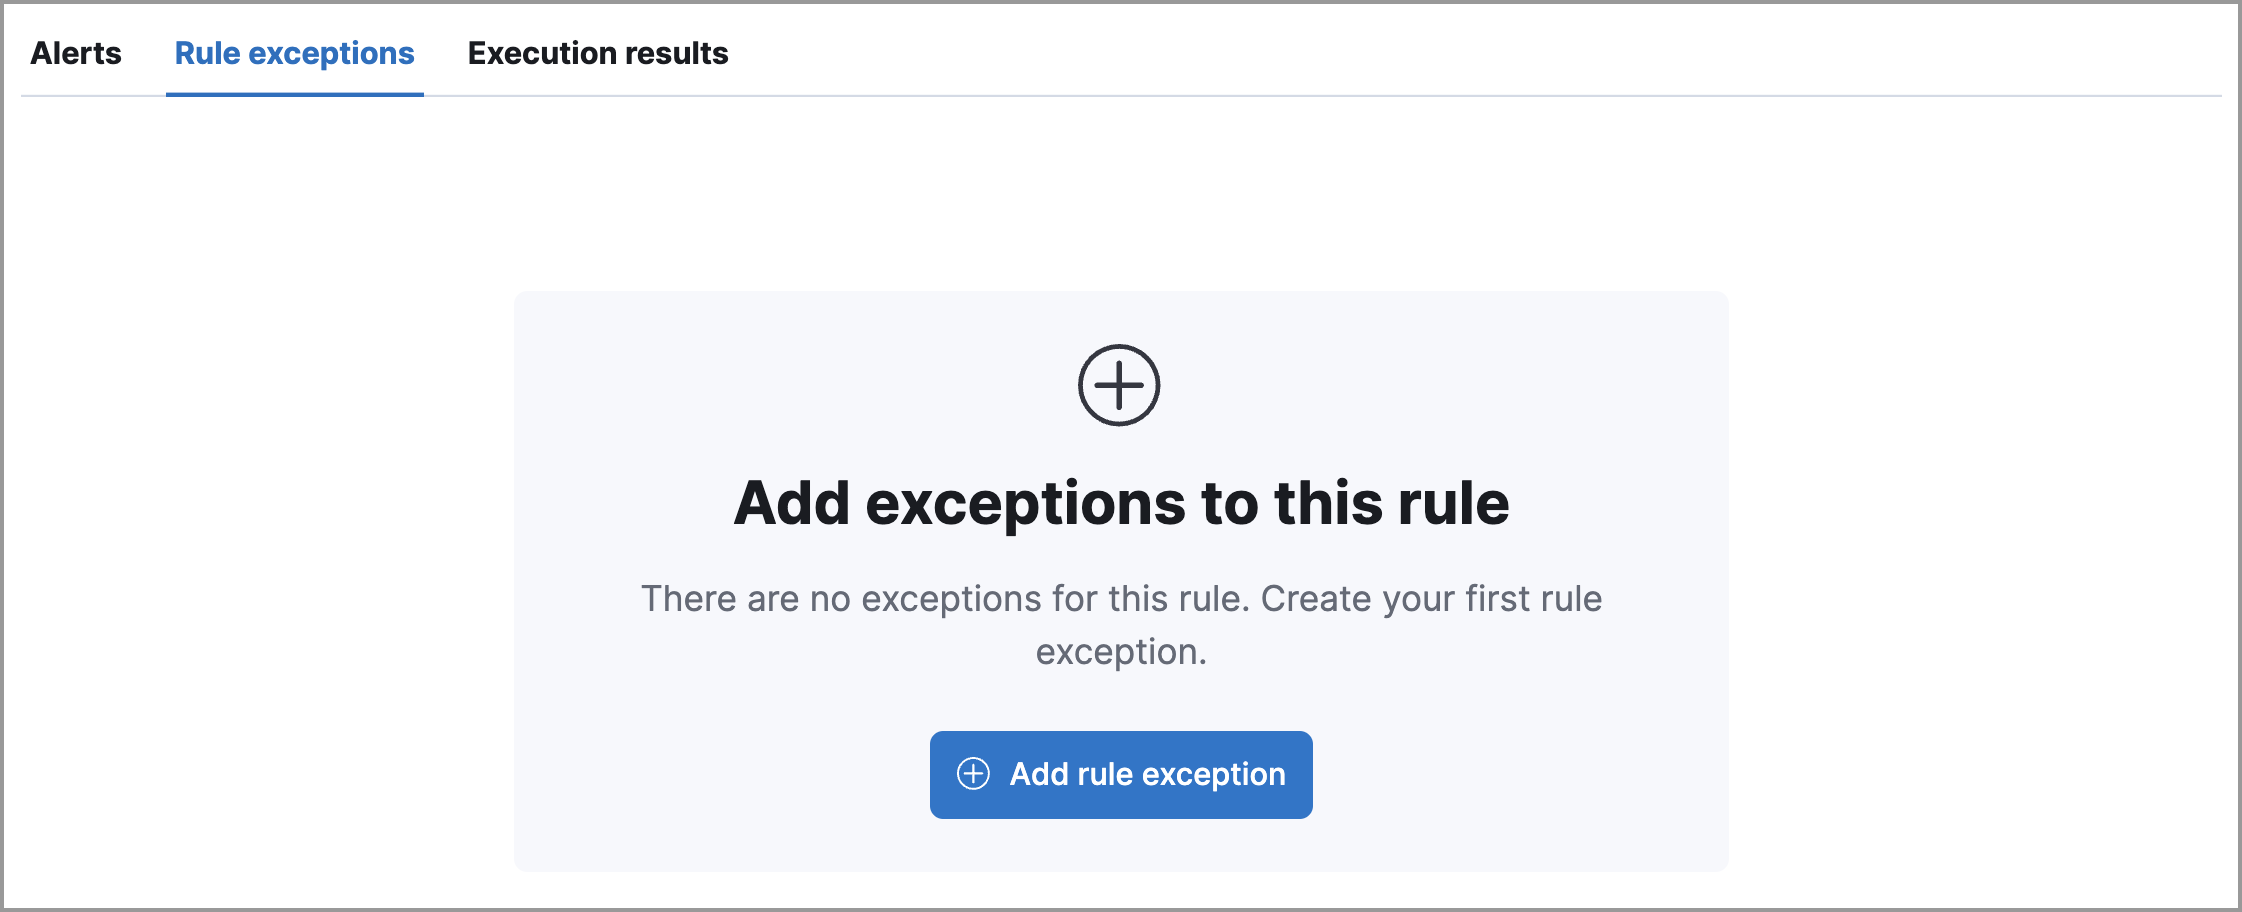 Alerts Rule exceptions Execution results
Add exceptions to this rule
There are no exceptions for this rule. Create your first rule
exception.
Add rule exception